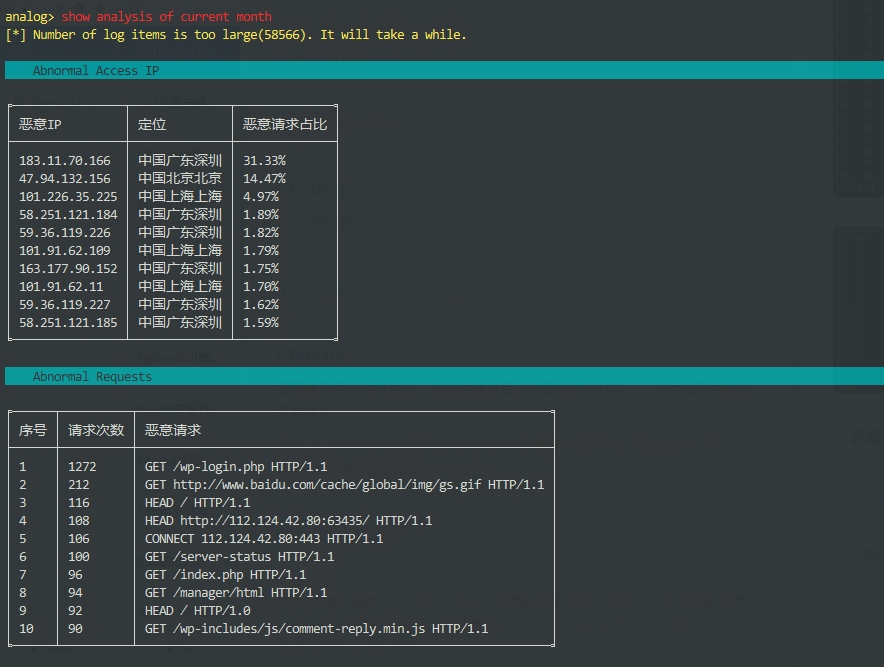 analog> show analysis of current month
[*] Number of log items is too large(58566). It will take a while.
Abnormal Access IP
恶意IP 定位 恶意请求占比
183.11.70.166 中国广东深圳 31.33%
47.94.132.156 中国北京北京 14.47%
101.226.35.225 中国上海上海 4.97%
58.251.121.184 中国广东深圳 1.89%
59.36.119.226 中国广东深圳 1.82%
101.91.62.109 中国上海上海 1.79%
163.177.90.152 中国广东深圳 1.75%
101.91.62.11 中国上海上海 1.70%
59.36.119.227 中国广东深圳 1.62%
58.251.121.185 中国广东深圳 1.59%
Abnormal Requests
序号 请求次数 恶意请求
1 1272 GET /wp-login.php HTTP/1.1
2 212 GET http://www.baidu.com/cache/global/img/gs.gif HTTP/1.1
3 116 HEAD / HTTP/1.1
4 108 HEAD http://112.124.42.80:63435/ HTTP/1.1
5 106 CONNECT 112.124.42.80:443 HTTP/1.1
6 100 GET /server-status HTTP/1.1
7 96 GET /index.php HTTP/1.1
8 94 GET /manager/html HTTP/1.1
9 92 HEAD / HTTP/1.0
10 90 GET /wp-includes/js/comment-reply.min.js HTTP/1.1